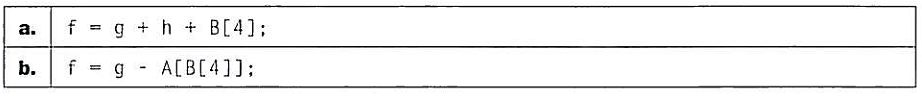 a. f = g + h + B[4];
b. f = g - A[B[4]];